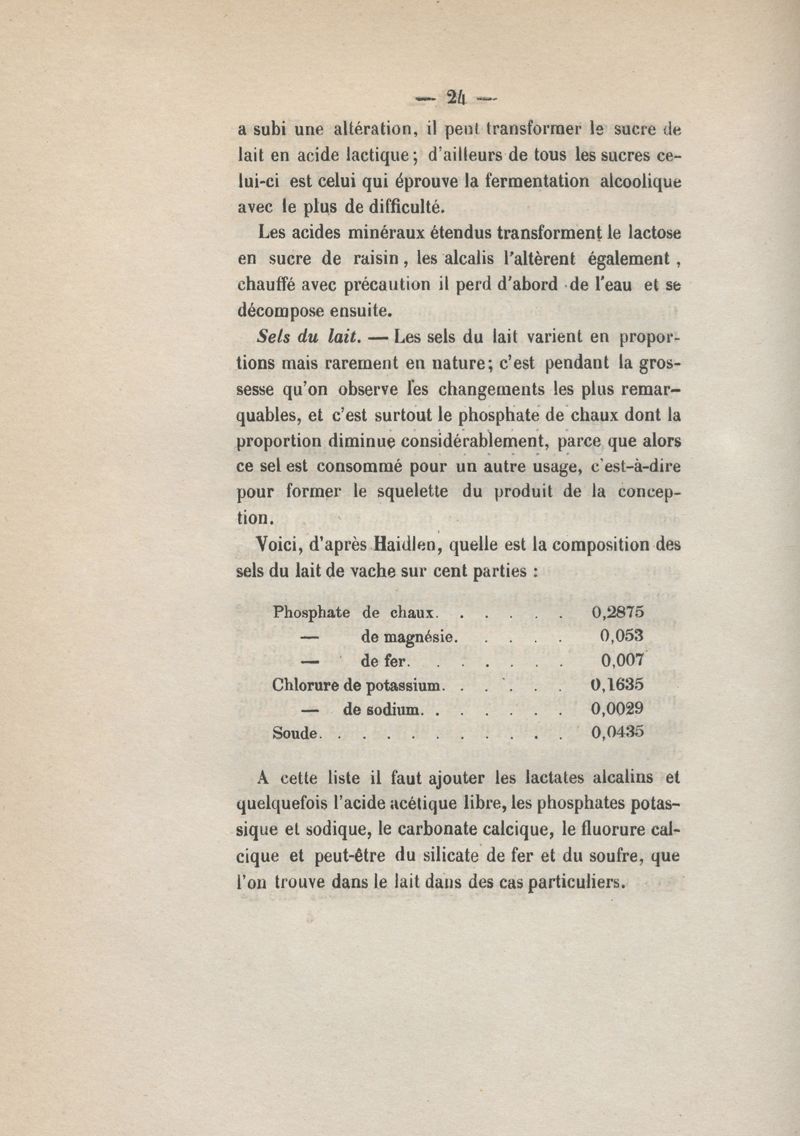 — 24 —
a subi une altération, il peut transformer le sucre de
lait en acide lactique; d'ailleurs de tous les sucres ce-
lui-ci est celui qui éprouve la fermentation alcoolique
avec le plus de difficulté.
Les acides minéraux étendus transforment le lactose
en sucre de raisin, les alcalis l'altèrent également,
chauffé avec précaution il perd d'abord de l'eau et se
décompose ensuite.
Sels du lait. — Les sels du lait varient en propor-
tions mais rarement en nature; c'est pendant la gros-
sesse qu'on observe les changements les plus remar-
quables, et c'est surtout le phosphate de chaux dont la
proportion diminue considérablement, parce que alors
ce sel est consommé pour un autre usage, c'est-à-dire
pour former le squelette du produit de la concep-
tion.
Voici, d'après Haidlen, quelle est la composition des
sels du lait de vache sur cent parties :
Phosphate de chaux. . . . . . 0,2875
— de magnésie. . . . . 0,053
— de fer. . . . . . . 0,007
Chlorure de potassium. . . . . . 0,1635
— de sodium. . . . . . . 0,0029
Soude. . . . . . . . . . . 0,0435
A cette liste il faut ajouter les lactates alcalins et
quelquefois l'acide acétique libre, les phosphates potas-
sique et sodique, le carbonate calcique, le fluorure cal-
cique et peut-être du silicate de fer et du soufre, que
l'on trouve dans le lait dans des cas particuliers.